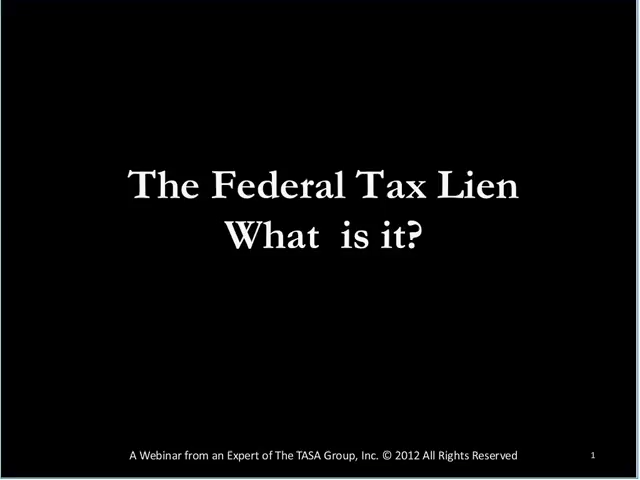 The Federal Tax Lien
What is it?
A Webinar from an Expert of The TASA Group, Inc. © 2012 All Rights Reserved
1